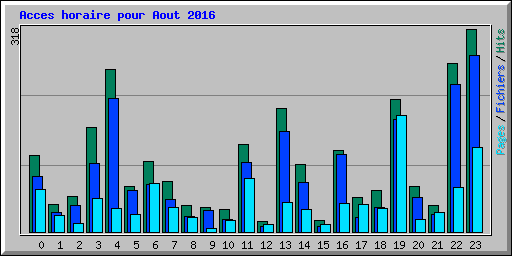 Acces horaire pour Aout 2016
318
Pages/Fichiers/Hits
0 1 2 3 4 5 6 7 8 9 10 11 12 13 14 15 16 17 18 19 20 21 22 23